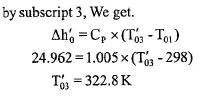 by subscript 3, We get.
Δh′₀ = C_P × (T′₀₃ - T₀₁)
24.962 = 1.005 × (T′₀₃ - 298)
T′₀₃ = 322.8 K